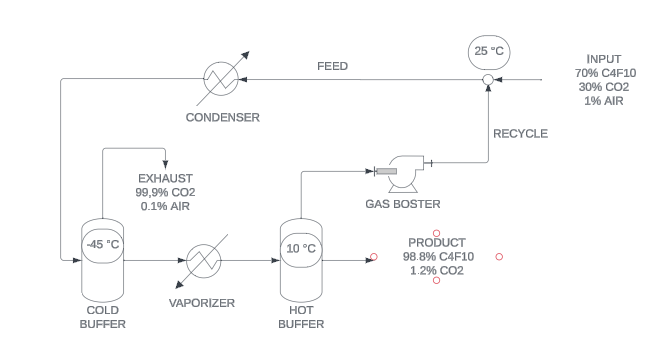 25 °C
INPUT
70% C4F10
30% CO2
1% AIR
FEED
CONDENSER
RECYCLE
EXHAUST
99,9% CO2
0.1% AIR
GAS BOSTER
-45 °C
10 °C
PRODUCT
98.8% C4F10
1.2% CO2
VAPORIZER
COLD
BUFFER
HOT
BUFFER